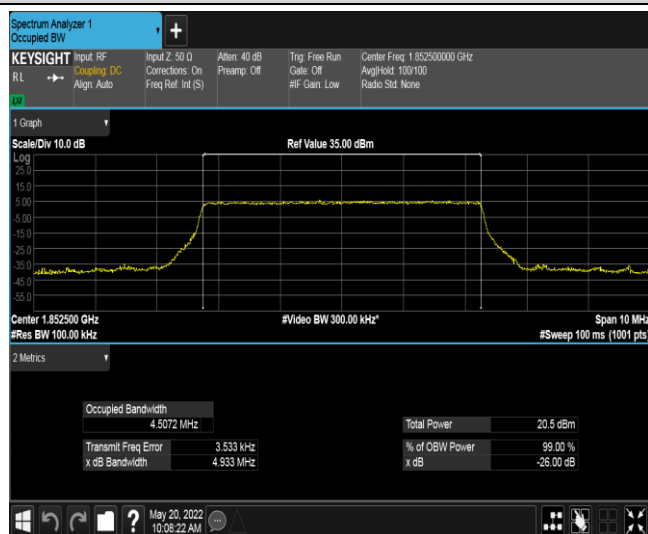 Spectrum Analyzer 1
Occupied BW
KEYSIGHT
RL
LXI
Input: RF
Coupling: DC
Align: Auto
Input Z: 50 Ω
Corrections: On
Freq Ref: Int (S)
Atten: 40 dB
Preamp: Off
Trig: Free Run
Gate: Off
#IF Gain: Low
Center Freq: 1.852500000 GHz
Avg|Hold: 100/100
Radio Std: None
1 Graph
Scale/Div 10.0 dB
Ref Value 35.00 dBm
Log
25.0
15.0
5.00
-5.00
-15.0
-25.0
-35.0
-45.0
-55.0
Center 1.852500 GHz
#Video BW 300.00 kHz*
Span 10 MHz
#Res BW 100.00 kHz
#Sweep 100 ms (1001 pts)
2 Metrics
Occupied Bandwidth
4.5072 MHz
Total Power 20.5 dBm
Transmit Freq Error 3.533 kHz
% of OBW Power 99.00 %
x dB Bandwidth 4.933 MHz
x dB -26.00 dB
May 20, 2022
10:08:22 AM